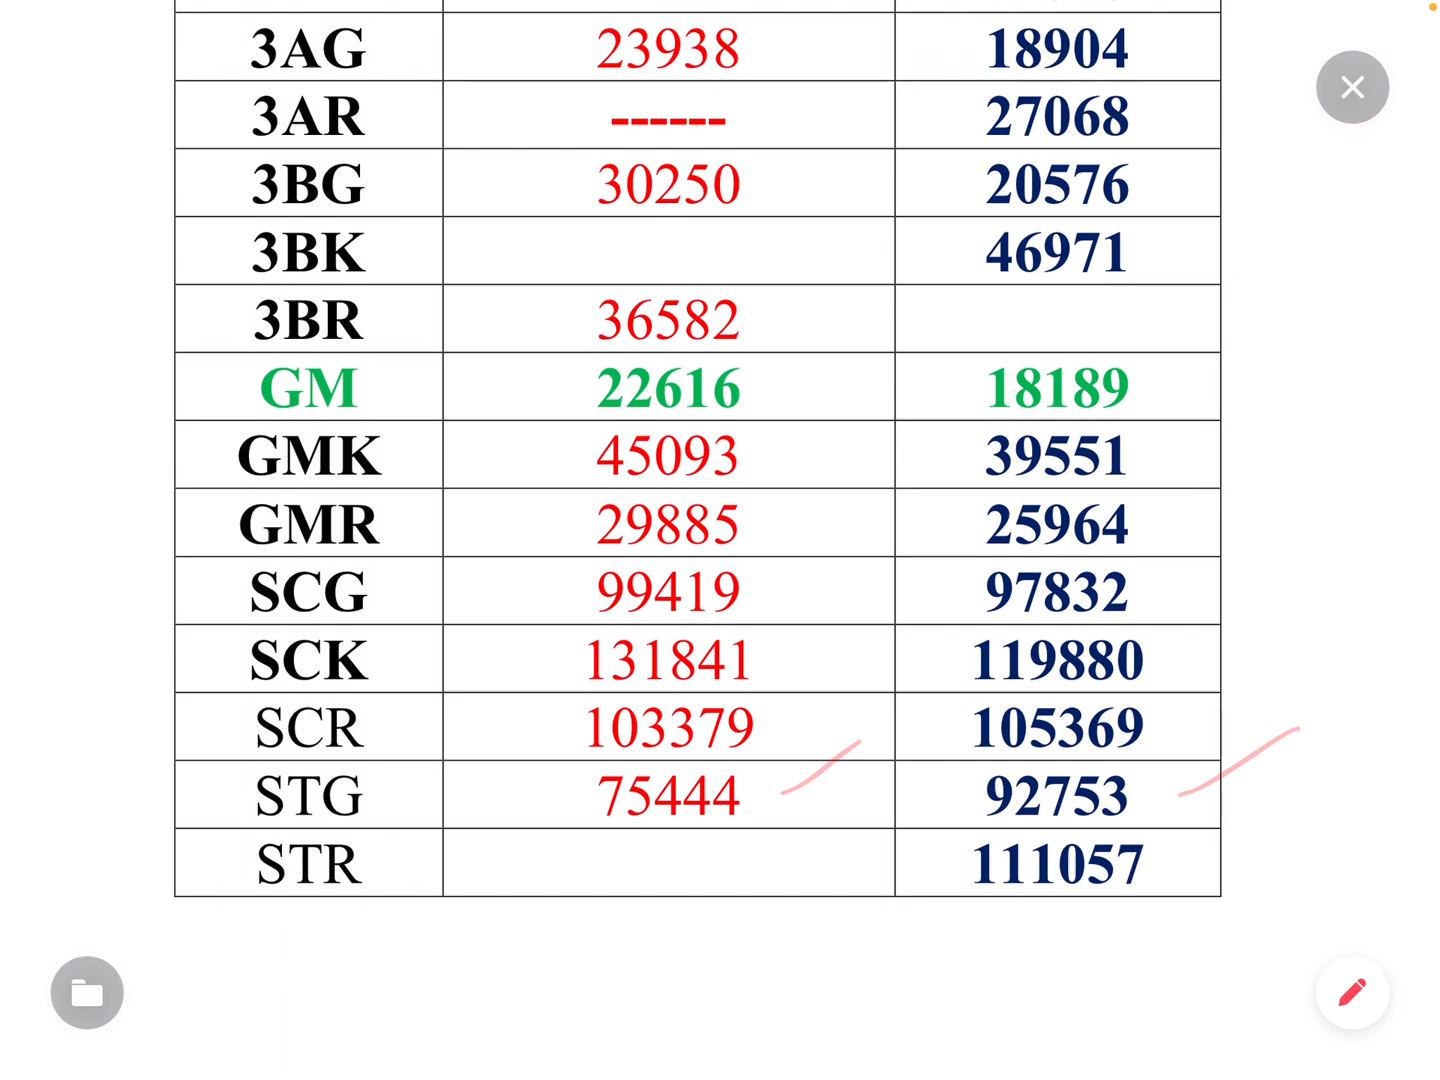 3AG 23938 18904
3AR ------ 27068
3BG 30250 20576
3BK 46971
3BR 36582
GM 22616 18189
GMK 45093 39551
GMR 29885 25964
SCG 99419 97832
SCK 131841 119880
SCR 103379 105369
STG 75444 92753
STR 111057